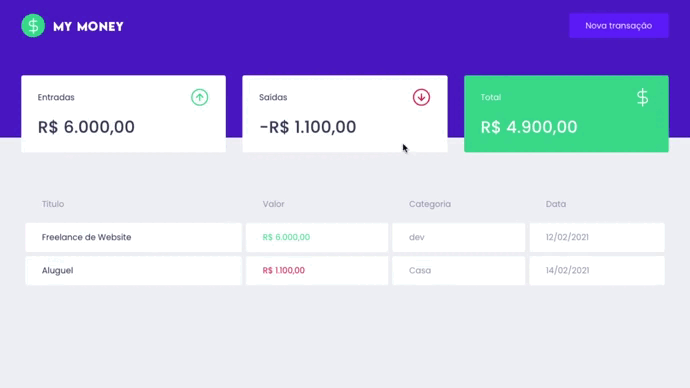 $ MY MONEY
Nova transação
Entradas
R$ 6.000,00
Saídas
-R$ 1.100,00
Total
$
R$ 4.900,00
Título Valor Categoria Data
Freelance de Website R$ 6.000,00 dev 12/02/2021
Aluguel R$ 1.100,00 Casa 14/02/2021